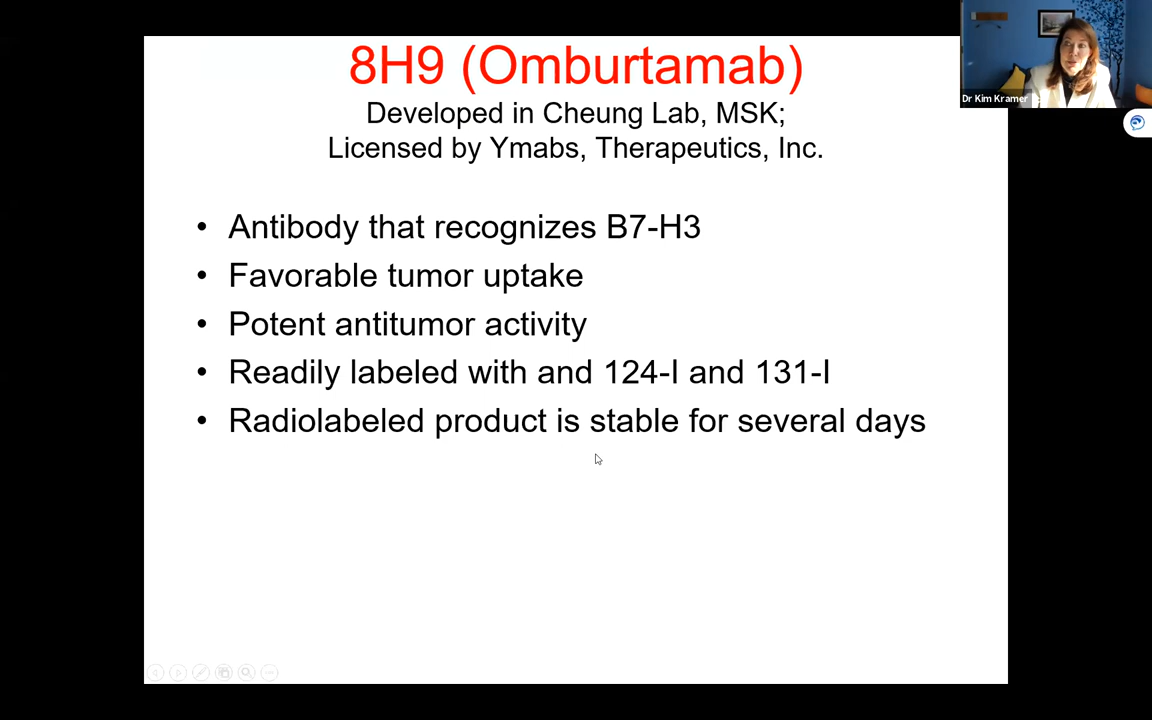 8H9 (Omburtamab)
Developed in Cheung Lab, MSK;
Licensed by Ymabs, Therapeutics, Inc.
• Antibody that recognizes B7-H3
• Favorable tumor uptake
• Potent antitumor activity
• Readily labeled with and 124-I and 131-I
• Radiolabeled product is stable for several days
Dr Kim Kramer